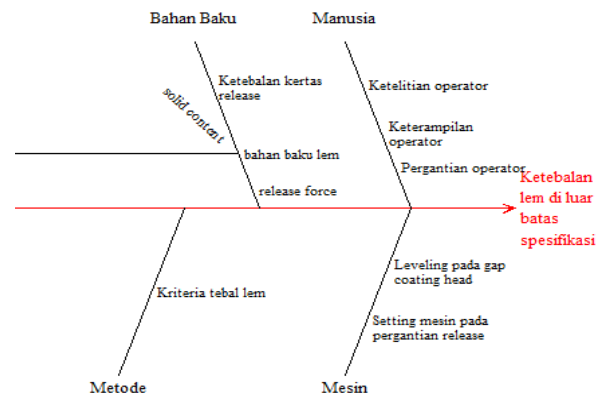 Bahan Baku
Manusia
Ketebalan kertas
release
solid content
bahan baku lem
release force
Ketelitian operator
Keterampilan
operator
Pergantian operator
Ketebalan
lem di luar
batas
spesifikasi
Kriteria tebal lem
Leveling pada gap
coating head
Setting mesin pada
pergantian release
Metode
Mesin